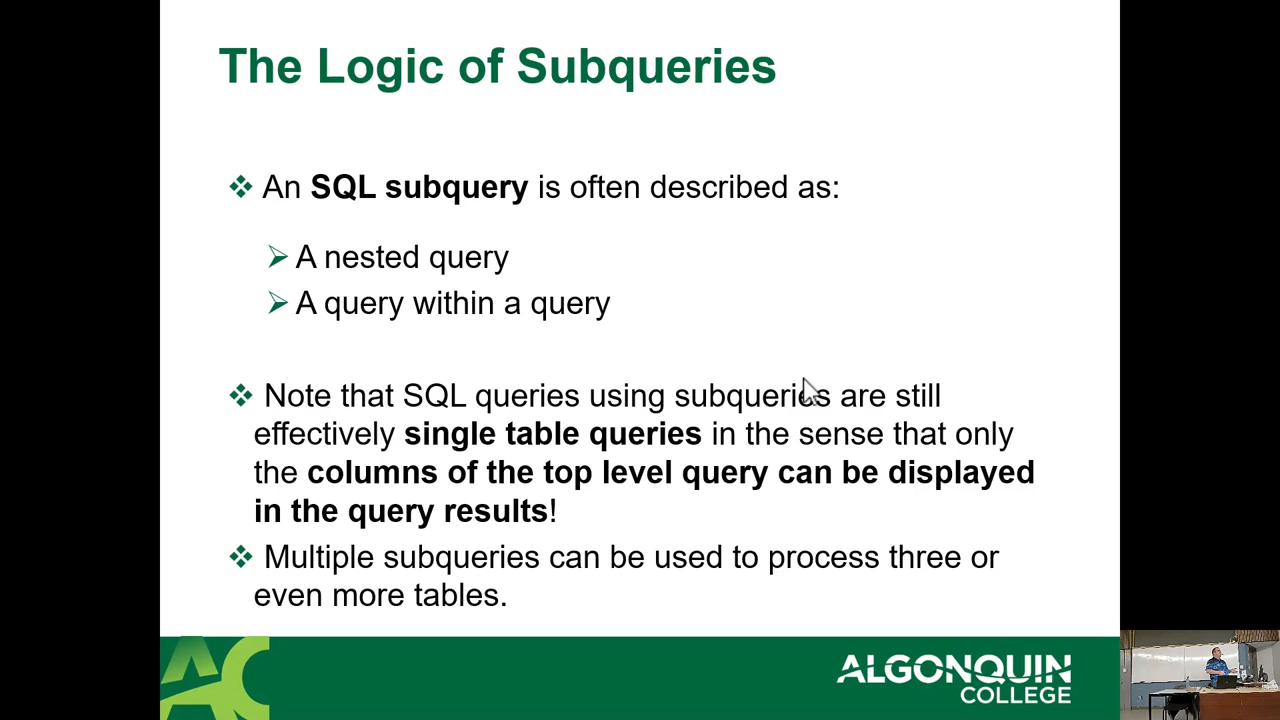 The Logic of Subqueries
An SQL subquery is often described as:
A nested query
A query within a query
Note that SQL queries using subqueries are still
effectively single table queries in the sense that only
the columns of the top level query can be displayed
in the query results!
Multiple subqueries can be used to process three or
even more tables.
AC
ALGONQUIN
COLLEGE